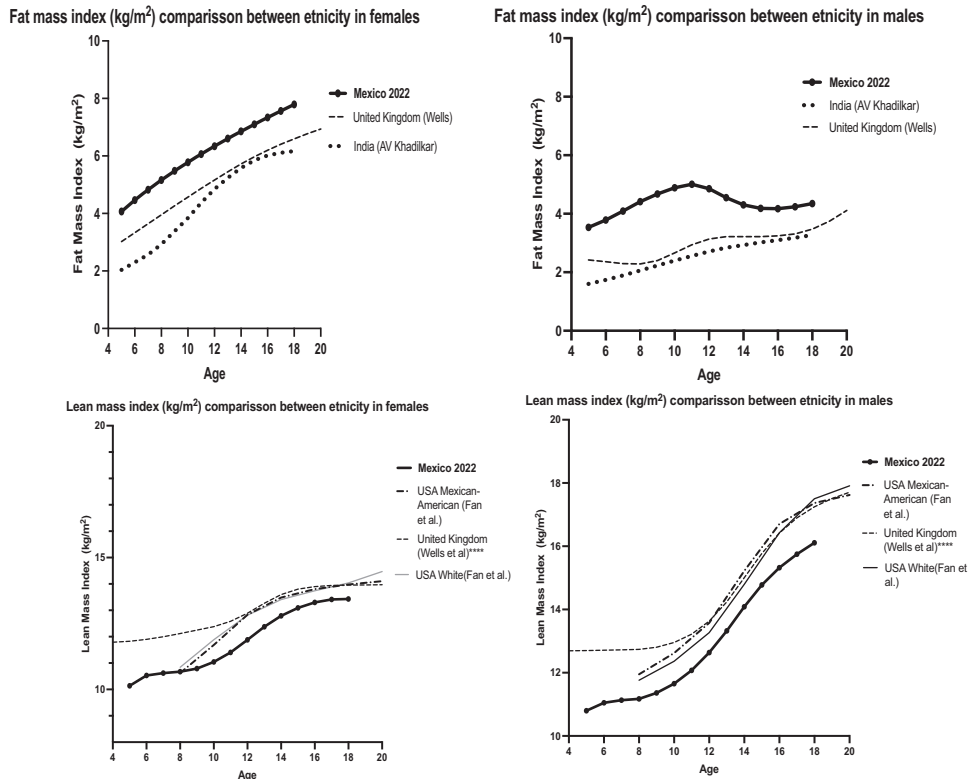 Fat mass index (kg/m²) comparisson between etnicity in females
10
8
6
4
2
0
4 6 8 10 12 14 16 18 20
Fat Mass Index (kg/m²)
Age
Mexico 2022
United Kingdom (Wells)
India (AV Khadilkar)
Fat mass index (kg/m²) comparisson between etnicity in males
10
8
6
4
2
0
4 6 8 10 12 14 16 18 20
Fat Mass Index (kg/m²)
Age
Mexico 2022
India (AV Khadilkar)
United Kingdom (Wells)
Lean mass index (kg/m²) comparisson between etnicity in females
20
15
10
4 6 8 10 12 14 16 18 20
Lean Mass Index (kg/m²)
Age
Mexico 2022
USA Mexican-
American (Fan
et al.)
United Kingdom
(Wells et al)****
USA White(Fan et al.)
Lean mass index (kg/m²) comparisson between etnicity in males
20
18
16
14
12
10
4 6 8 10 12 14 16 18 20
Lean Mass Index (kg/m²)
Age
Mexico 2022
USA Mexican-
American (Fan
et al.)
United Kingdom
(Wells et al)****
USA White(Fan et
al.)